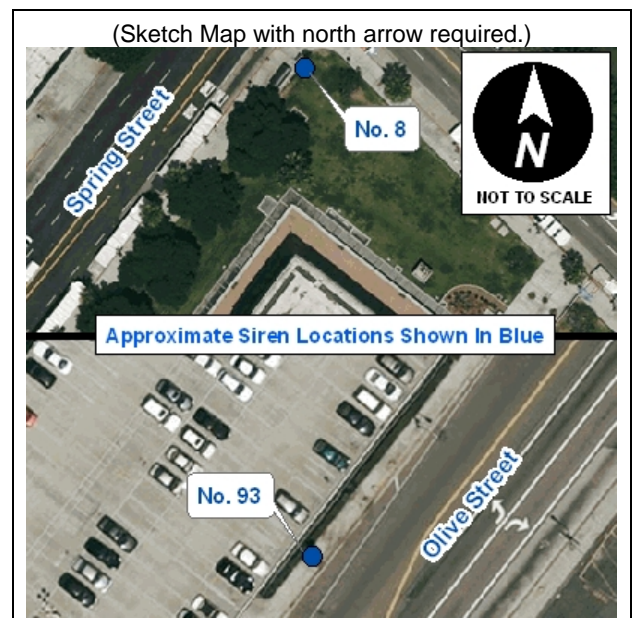 (Sketch Map with north arrow required.)
Spring Street
No. 8
N
NOT TO SCALE
Approximate Siren Locations Shown In Blue
No. 93
Olive Street